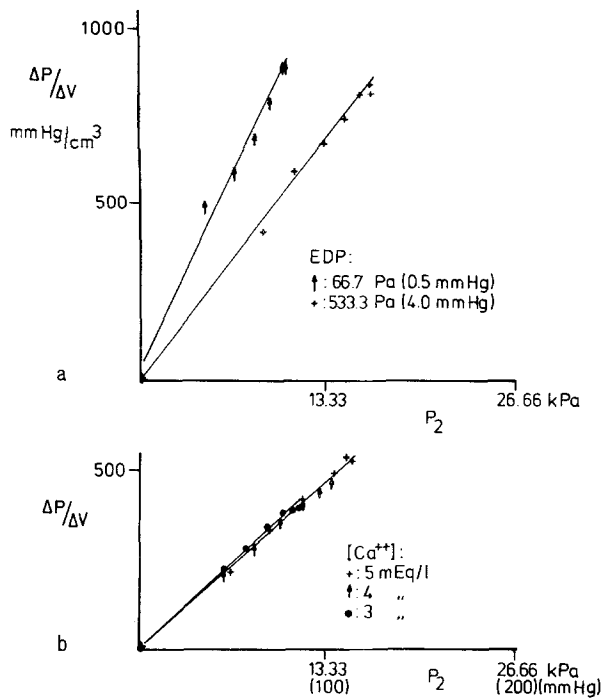 1000
ΔP/ΔV
mmHg/cm³
500
EDP:
↑: 66.7 Pa (0.5 mmHg)
+: 533.3 Pa (4.0 mmHg)
a
13.33
26.66 kPa
P₂
500
ΔP/ΔV
[Ca⁺⁺]:
+: 5 mEq/l
↑: 4 „
●: 3 „
b
13.33
26.66 kPa
(100)
P₂
(200)(mmHg)